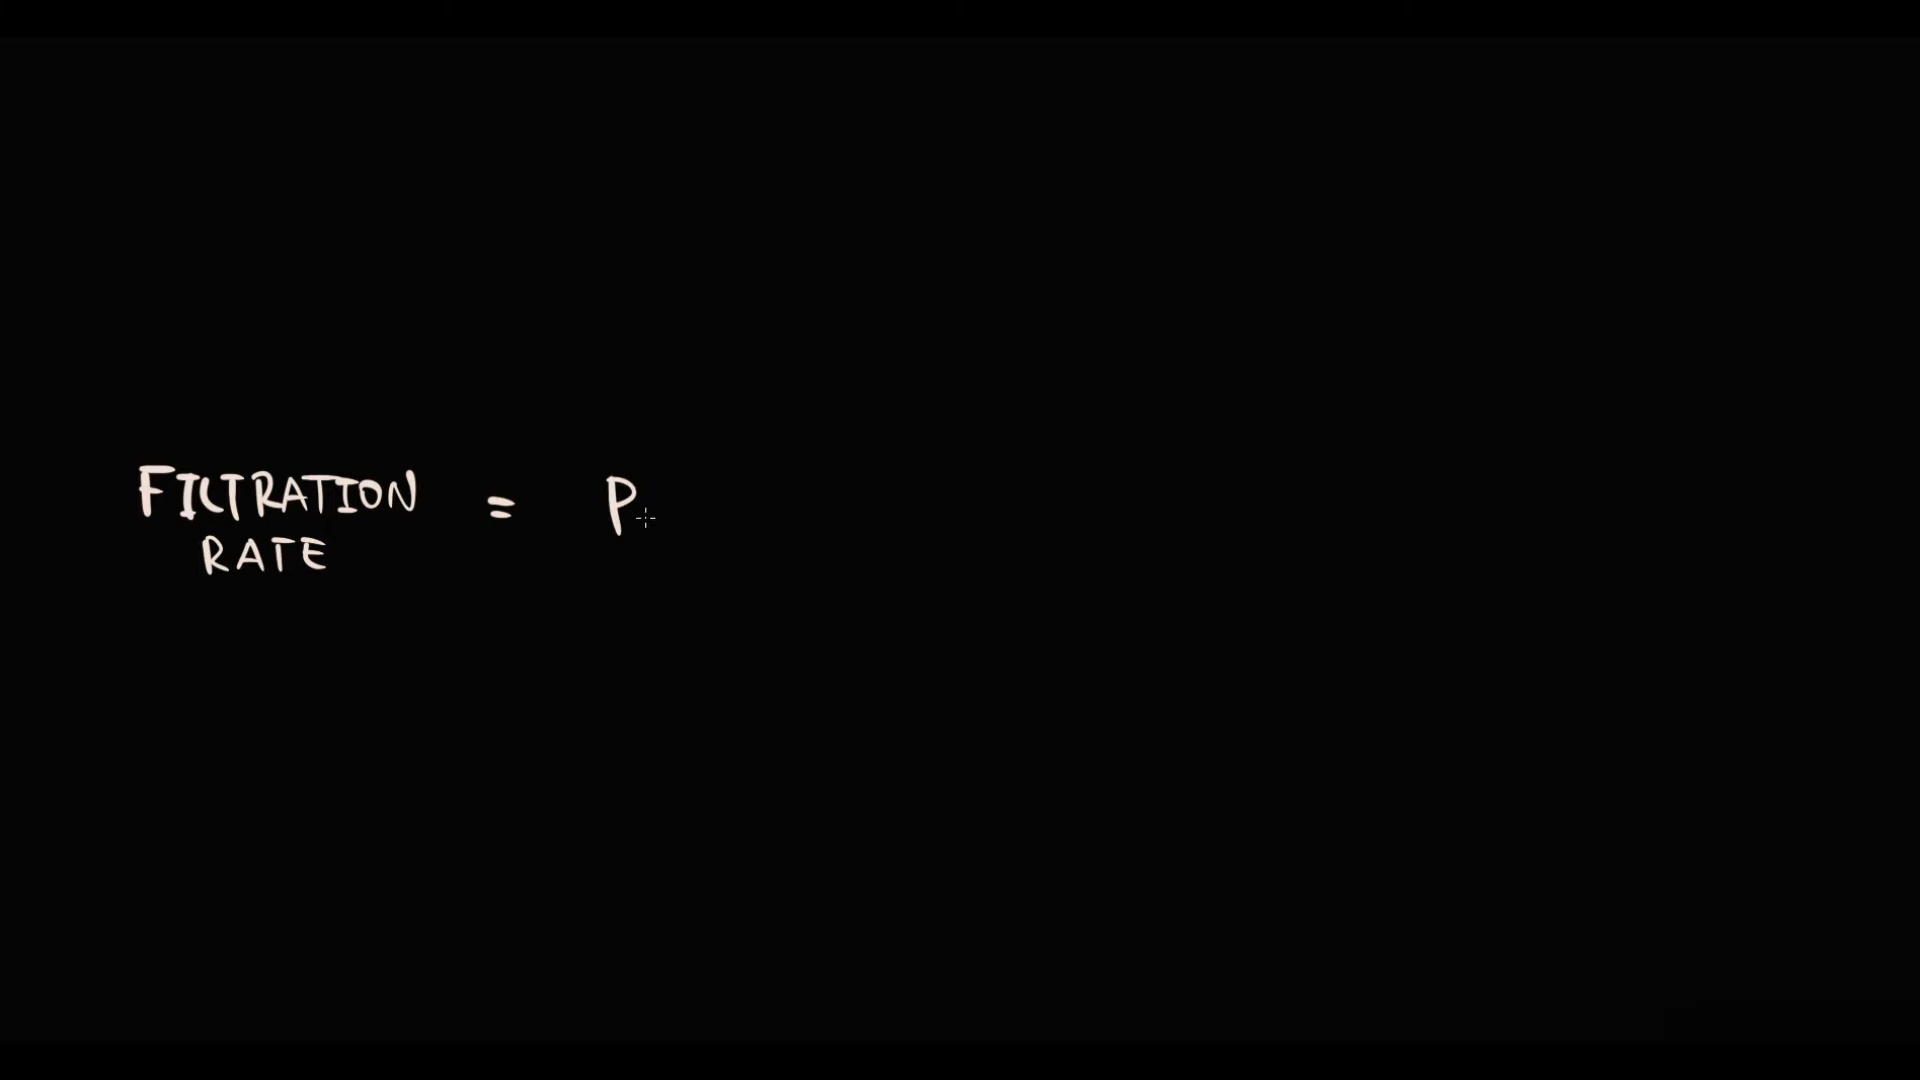 FILTRATION = P
RATE